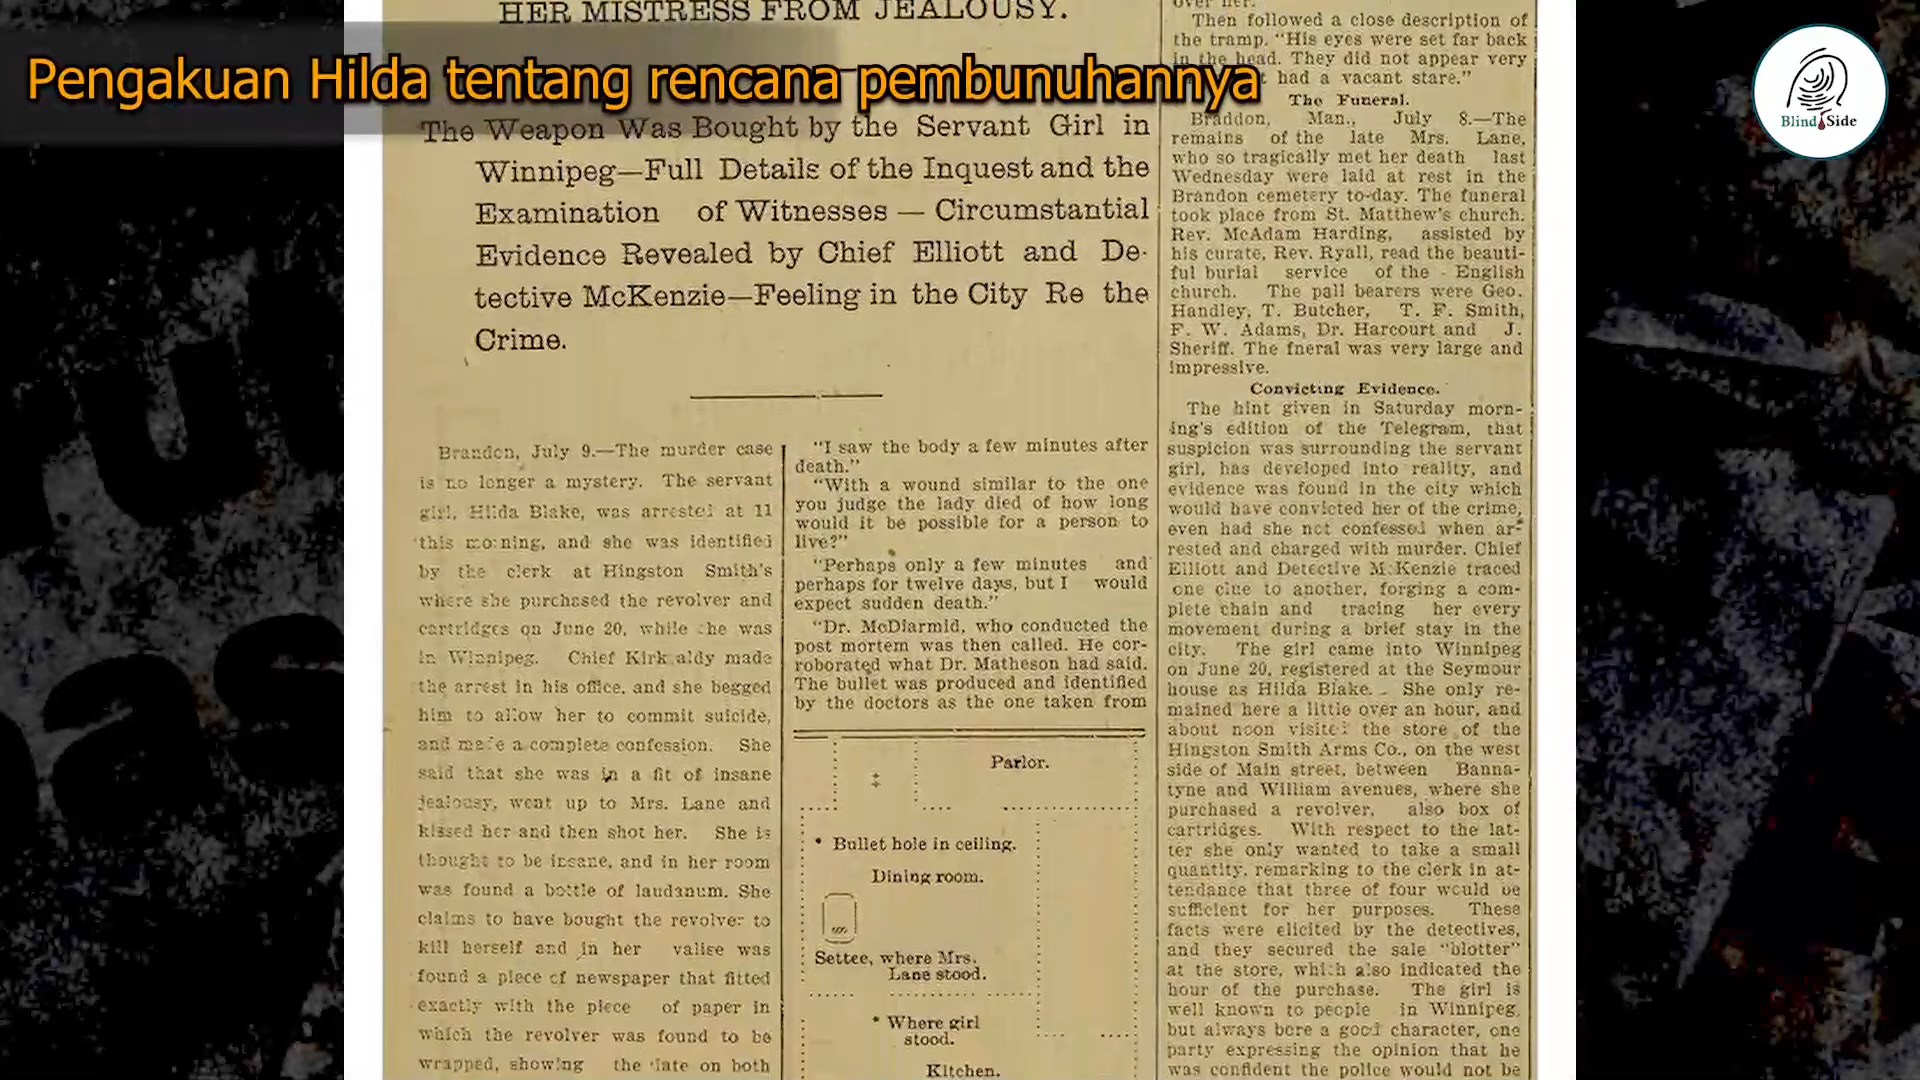 HER MISTRESS FROM JEALOUSY.
Pengakuan Hilda tentang rencana pembunuhannya
The Weapon Was Bought by the Servant Girl in
Winnipeg—Full Details of the Inquest and the
Examination of Witnesses — Circumstantial
Evidence Revealed by Chief Elliott and De-
tective McKenzie—Feeling in the City Re the
Crime.
Brandon, July 9.—The murder case
is no longer a mystery. The servant
girl, Hilda Blake, was arrested at 11
this morning, and she was identified
by the clerk at Hingston Smith's
where she purchased the revolver and
cartridges on June 20, while she was
in Winnipeg. Chief Kirkaldy made
the arrest in his office, and she begged
him to allow her to commit suicide,
and made a complete confession. She
said that she was in a fit of insane
jealousy, went up to Mrs. Lane and
kissed her and then shot her. She is
thought to be insane, and in her room
was found a bottle of laudanum. She
claims to have bought the revolver to
kill herself and in her valise was
found a piece of newspaper that fitted
exactly with the piece of paper in
which the revolver was found to be
wrapped, showing the date on both
"I saw the body a few minutes after
death."
"With a wound similar to the one
you judge the lady died of how long
would it be possible for a person to
live?"
"Perhaps only a few minutes and
perhaps for twelve days, but I would
expect sudden death."
"Dr. McDiarmid, who conducted the
post mortem was then called. He cor-
roborated what Dr. Matheson had said.
The bullet was produced and identified
by the doctors as the one taken from
Parlor.
* Bullet hole in ceiling.
Dining room.
Settee, where Mrs.
Lane stood.
* Where girl
stood.
Kitchen.
over her.
Then followed a close description of
the tramp. "His eyes were set far back
in the head. They did not appear very
had a vacant stare."
The Funeral.
Braddon, Man., July 8.—The
remains of the late Mrs. Lane,
who so tragically met her death last
Wednesday were laid at rest in the
Brandon cemetery to-day. The funeral
took place from St. Matthew's church.
Rev. McAdam Harding, assisted by
his curate, Rev. Ryall, read the beauti-
ful burial service of the English
church. The pall bearers were Geo.
Handley, T. Butcher, T. F. Smith,
F. W. Adams, Dr. Harcourt and J.
Sheriff. The fneral was very large and
impressive.
Convicting Evidence.
The hint given in Saturday morn-
ing's edition of the Telegram, that
suspicion was surrounding the servant
girl, has developed into reality, and
evidence was found in the city which
would have convicted her of the crime,
even had she not confessed when ar-
rested and charged with murder. Chief
Elliott and Detective McKenzie traced
one clue to another, forging a com-
plete chain and tracing her every
movement during a brief stay in the
city. The girl came into Winnipeg
on June 20, registered at the Seymour
house as Hilda Blake. She only re-
mained here a little over an hour, and
about noon visited the store of the
Hingston Smith Arms Co., on the west
side of Main street, between Banna-
tyne and William avenues, where she
purchased a revolver, also box of
cartridges. With respect to the lat-
ter she only wanted to take a small
quantity, remarking to the clerk in at-
tendance that three of four would be
sufficient for her purposes. These
facts were elicited by the detectives,
and they secured the sale "blotter"
at the store, which also indicated the
hour of the purchase. The girl is
well known to people in Winnipeg,
but always bore a good character, one
party expressing the opinion that he
was confident the police would not be
Blind Side